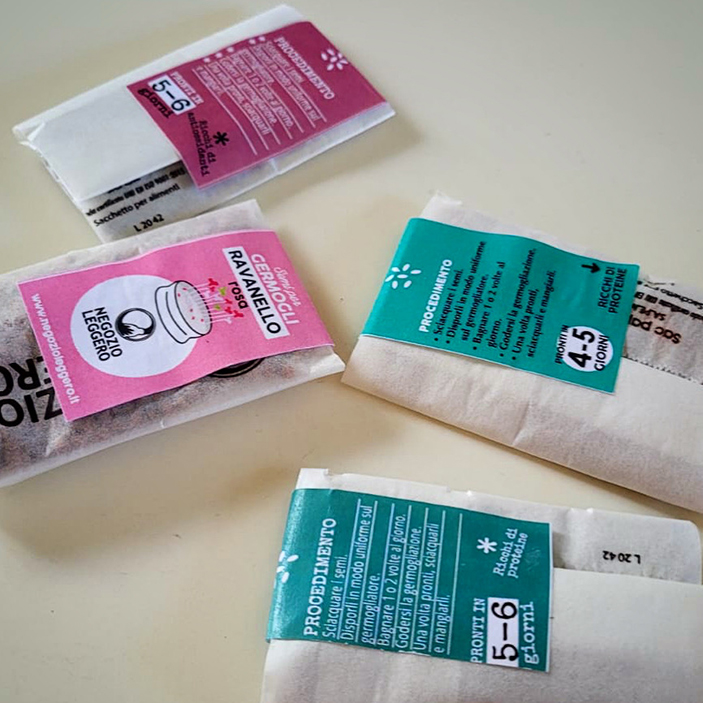 PROCEDIMENTO
PRONTI IN
5-6
giorni
Ricchi di
antiossidanti
Sacchetto per alimenti
L 2042
Semi per
GERMOGLI
RAVANELLO
rosa
NEGOZIO
LEGGERO
www.negozioleggero.it
PROCEDIMENTO
• Sciacquare i semi.
• Disporli in modo uniforme
sul germogliatore.
• Bagnare 1 o 2 volte al
giorno.
• Godersi la germogliazione.
• Una volta pronti,
sciacquarli e mangiarli.
PRONTI IN
4-5
GIORNI
RICCHI DI
PROTEINE
PROCEDIMENTO
• Sciacquare i semi.
• Disporli in modo uniforme sul
germogliatore.
• Bagnare 1 o 2 volte al giorno.
• Godersi la germogliazione.
• Una volta pronti, sciacquarli
e mangiarli.
PRONTI IN
5-6
giorni
Ricchi di
proteine
L 2042